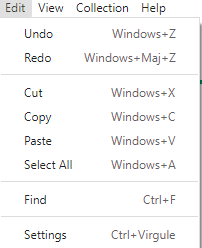 Edit View Collection Help
Undo Windows+Z
Redo Windows+Maj+Z
Cut Windows+X
Copy Windows+C
Paste Windows+V
Select All Windows+A
Find Ctrl+F
Settings Ctrl+Virgule